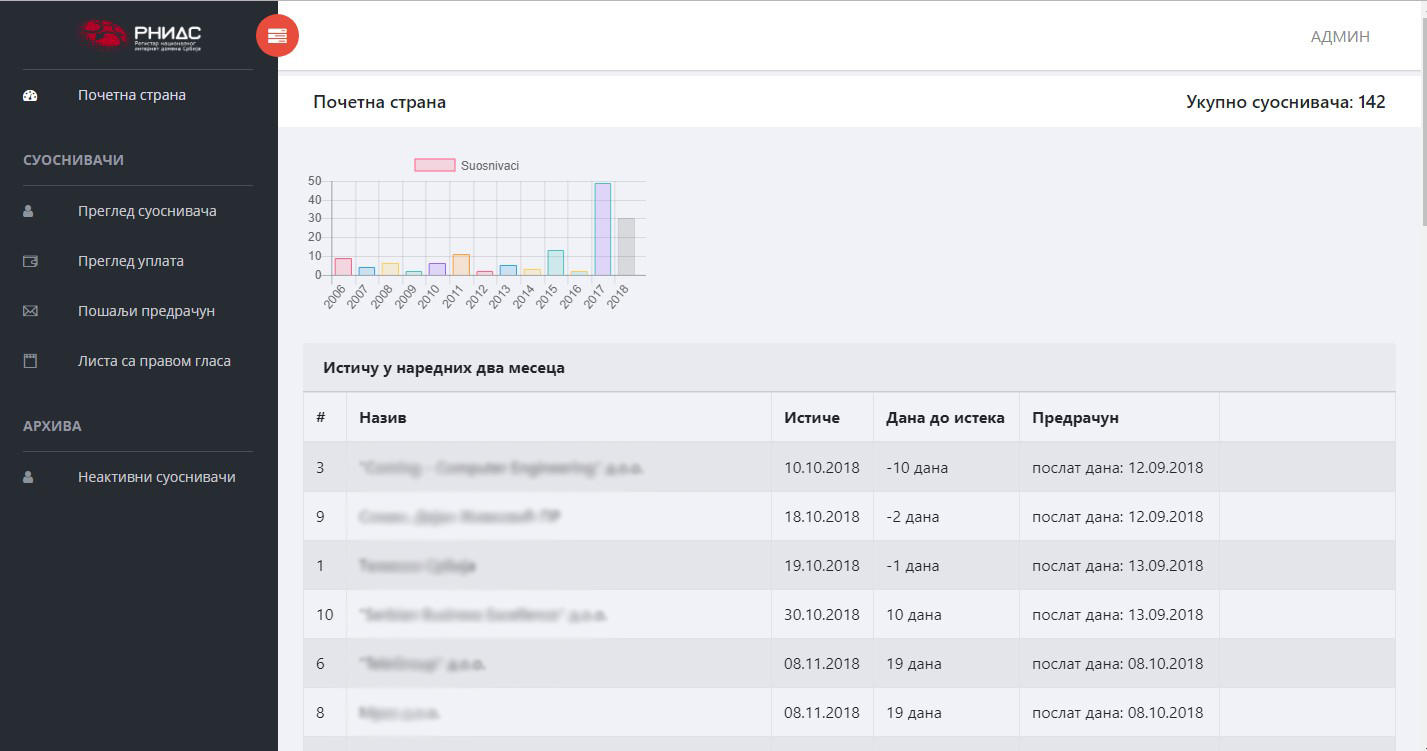 РНИДС
Регистар националног
интернет домена Србије
АДМИН
Почетна страна
СУОСНИВАЧИ
Преглед суоснивача
Преглед уплата
Пошаљи предрачун
Листа са правом гласа
АРХИВА
Неактивни суоснивачи
Почетна страна Укупно суоснивача: 142
Suosnivaci
50
40
30
20
10
0
2006 2007 2008 2009 2010 2011 2012 2013 2014 2015 2016 2017 2018
Истичу у наредних два месеца
# Назив Истиче Дана до истека Предрачун
3 10.10.2018 -10 дана послат дана: 12.09.2018
9 18.10.2018 -2 дана послат дана: 12.09.2018
1 19.10.2018 -1 дана послат дана: 13.09.2018
10 30.10.2018 10 дана послат дана: 13.09.2018
6 08.11.2018 19 дана послат дана: 08.10.2018
8 08.11.2018 19 дана послат дана: 08.10.2018